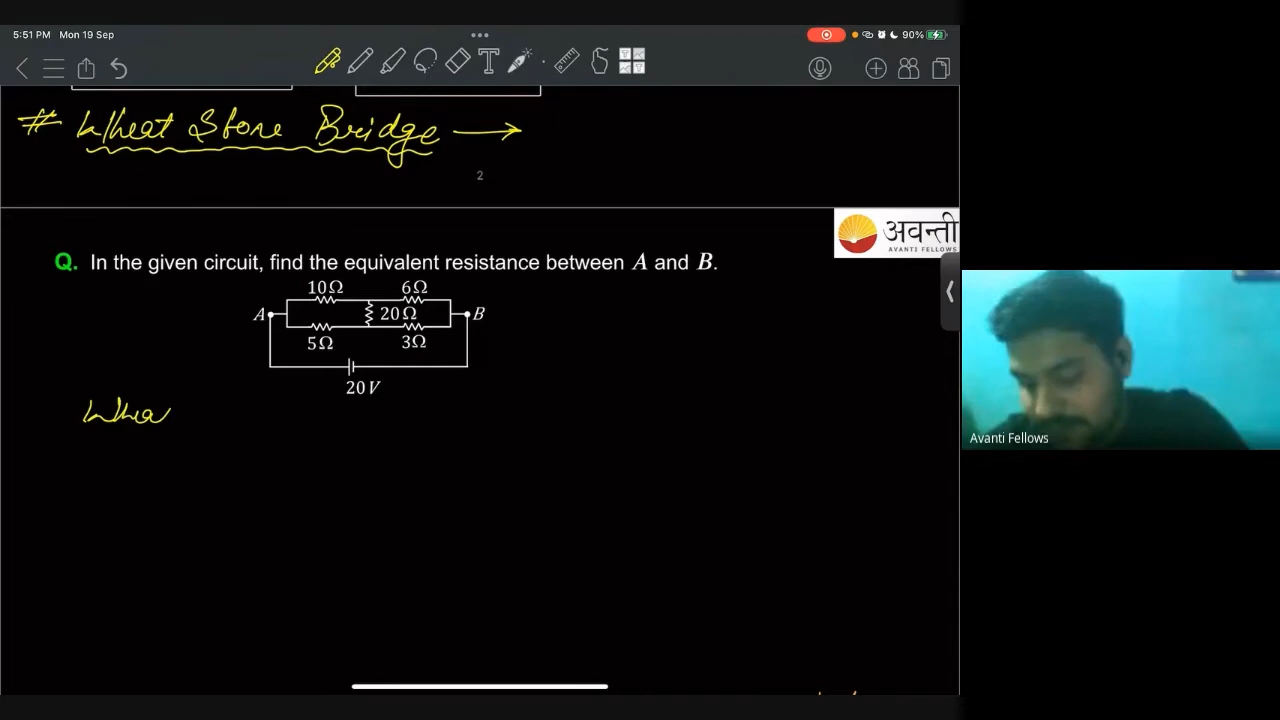 5:51 PM Mon 19 Sep
90%
# Wheat Stone Bridge →
2
अवन्ती
AVANTI FELLOWS
Q. In the given circuit, find the equivalent resistance between A and B.
10Ω 6Ω
A 20Ω B
5Ω 3Ω
20V
Whea
Avanti Fellows